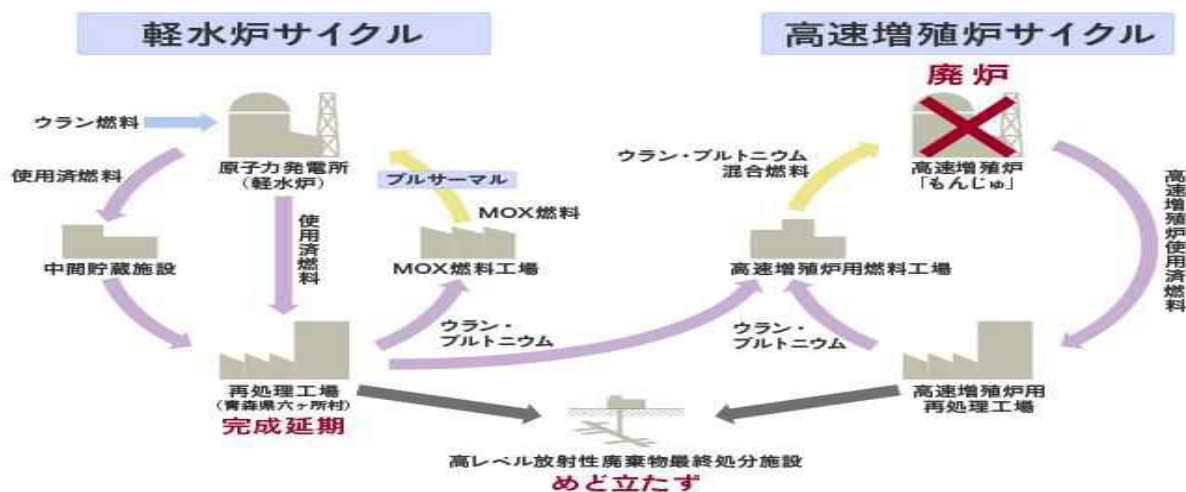 軽水炉サイクル
高速増殖炉サイクル
廃炉
ウラン燃料
原子力発電所
(軽水炉)
使用済燃料
プルサーマル
MOX燃料
使用済燃料
中間貯蔵施設
MOX燃料工場
ウラン・
プルトニウム
再処理工場
(青森県六ヶ所村)
完成延期
ウラン・プルトニウム
混合燃料
高速増殖炉
「もんじゅ」
高速増殖炉使用済燃料
高速増殖炉用燃料工場
ウラン・
プルトニウム
高速増殖炉用
再処理工場
高レベル放射性廃棄物最終処分施設
めど立たず